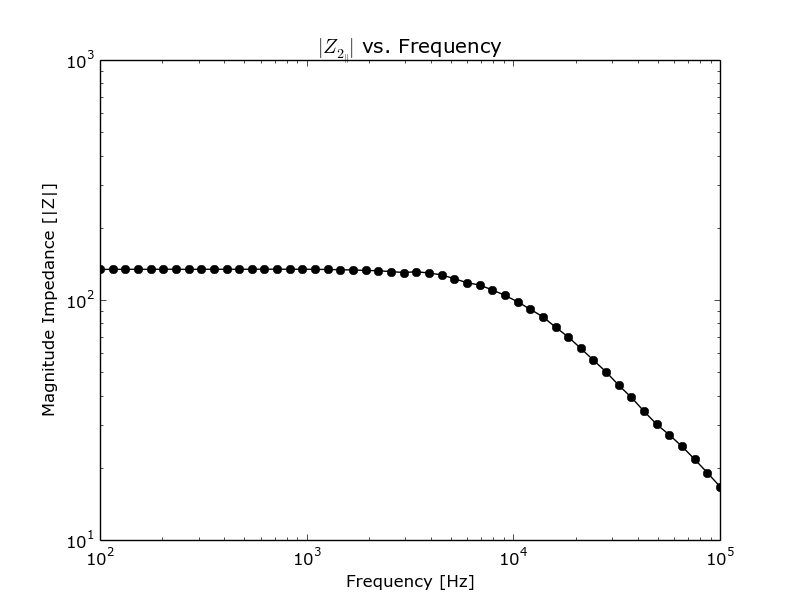 |Z₂∥| vs. Frequency
10³
10²
10¹
Magnitude Impedance [|Z|]
10² 10³ 10⁴ 10⁵
Frequency [Hz]